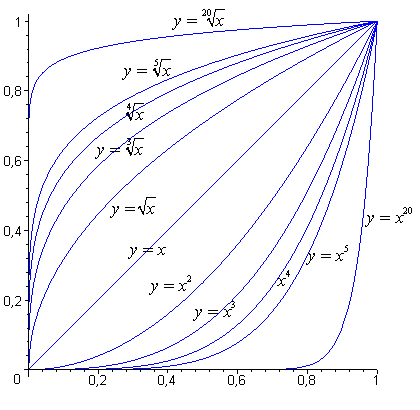 1
y = ²⁰√x
0,8
y = ⁵√x
⁴√x
0,6
y = ³√x
y = √x
y = x²⁰
0,4
y = x
y = x⁵
0,2
y = x²
x⁴
y = x³
0 0,2 0,4 0,6 0,8 1